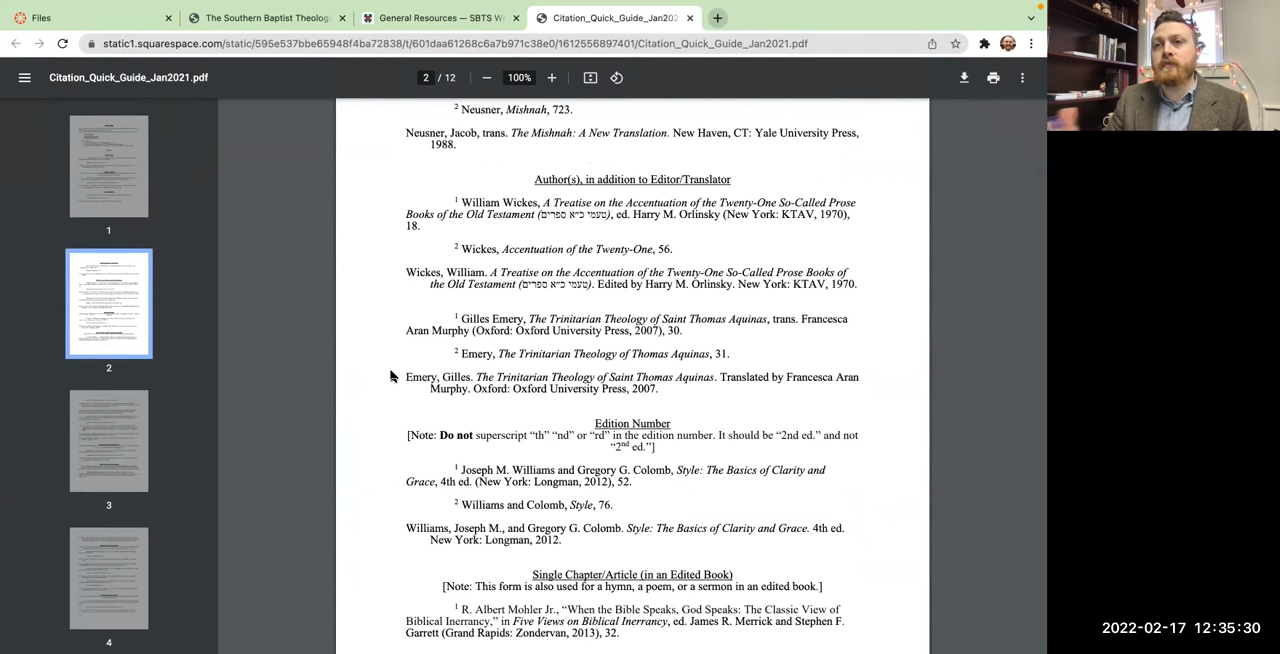 Files
The Southern Baptist Theologi
General Resources — SBTS W
Citation_Quick_Guide_Jan202
static1.squarespace.com/static/595e537bbe65948f4ba72838/t/601daa61268c6a7b971c38e0/1612556897401/Citation_Quick_Guide_Jan2021.pdf
Citation_Quick_Guide_Jan2021.pdf
2 / 12
100%
1
2
3
4
2 Neusner, Mishnah, 723.
Neusner, Jacob, trans. The Mishnah: A New Translation. New Haven, CT: Yale University Press,
1988.
Author(s), in addition to Editor/Translator
1 William Wickes, A Treatise on the Accentuation of the Twenty-One So-Called Prose
Books of the Old Testament (טעמי כ״א ספרים), ed. Harry M. Orlinsky (New York: KTAV, 1970),
18.
2 Wickes, Accentuation of the Twenty-One, 56.
Wickes, William. A Treatise on the Accentuation of the Twenty-One So-Called Prose Books of
the Old Testament (טעמי כ״א ספרים). Edited by Harry M. Orlinsky. New York: KTAV, 1970.
1 Gilles Emery, The Trinitarian Theology of Saint Thomas Aquinas, trans. Francesca
Aran Murphy (Oxford: Oxford University Press, 2007), 30.
2 Emery, The Trinitarian Theology of Thomas Aquinas, 31.
Emery, Gilles. The Trinitarian Theology of Saint Thomas Aquinas. Translated by Francesca Aran
Murphy. Oxford: Oxford University Press, 2007.
Edition Number
[Note: Do not superscript “th” “nd” or “rd” in the edition number. It should be “2nd ed.” and not
“2nd ed.”]
1 Joseph M. Williams and Gregory G. Colomb, Style: The Basics of Clarity and
Grace, 4th ed. (New York: Longman, 2012), 52.
2 Williams and Colomb, Style, 76.
Williams, Joseph M., and Gregory G. Colomb. Style: The Basics of Clarity and Grace. 4th ed.
New York: Longman, 2012.
Single Chapter/Article (in an Edited Book)
[Note: This form is also used for a hymn, a poem, or a sermon in an edited book.]
1 R. Albert Mohler Jr., “When the Bible Speaks, God Speaks: The Classic View of
Biblical Inerrancy,” in Five Views on Biblical Inerrancy, ed. James R. Merrick and Stephen F.
Garrett (Grand Rapids: Zondervan, 2013), 32.
2022-02-17 12:35:30